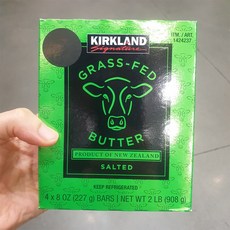 KIRKLAND
Signature
ITM. / ART.
1424237
GRASS-FED
BUTTER
PRODUCT OF NEW ZEALAND
SALTED
KEEP REFRIGERATED
4 x 8 OZ (227 g) BARS | NET WT 2 LB (908 g)